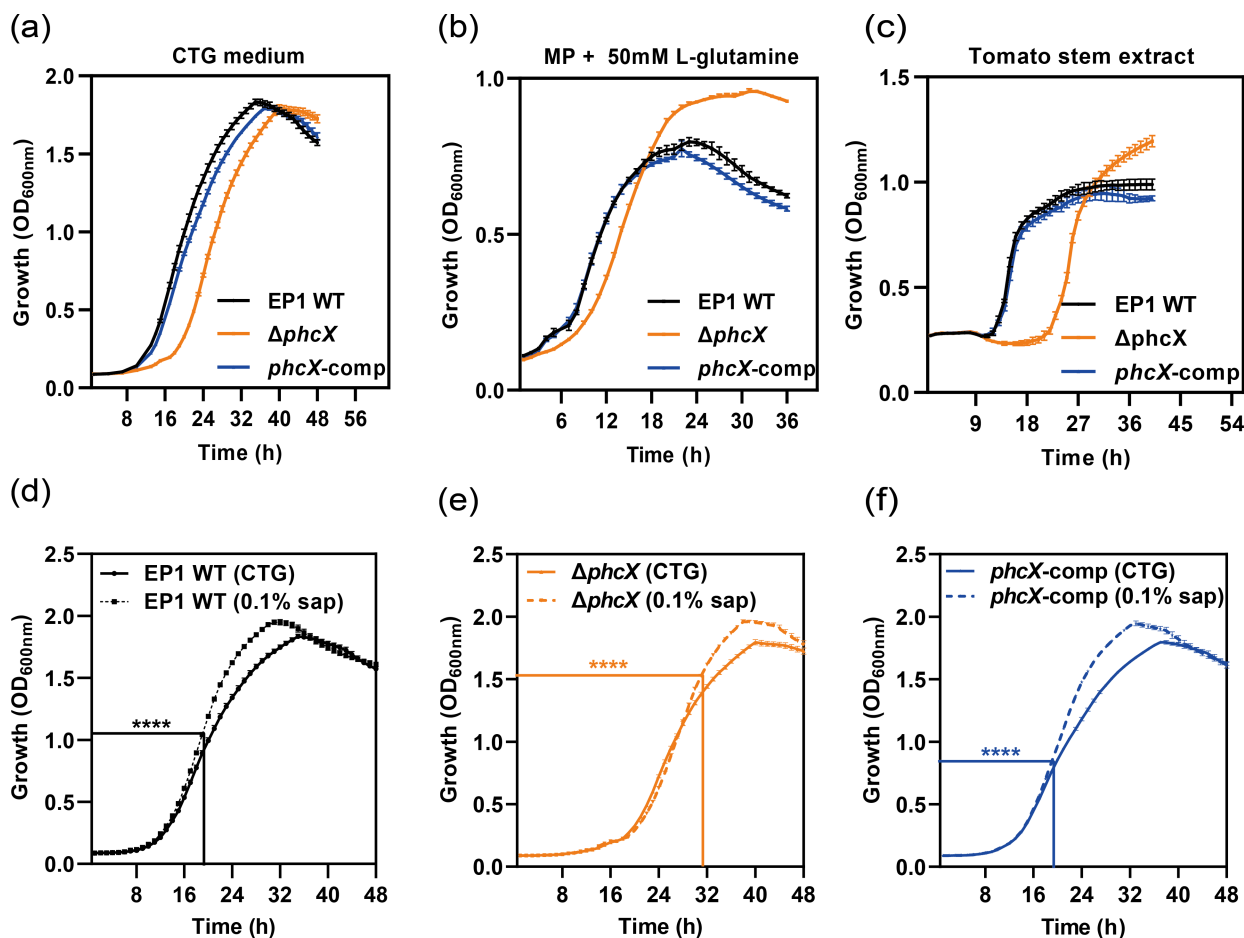 (a)
CTG medium
Growth (OD600nm)
2.0
1.5
1.0
0.5
0.0
EP1 WT
ΔphcX
phcX-comp
8 16 24 32 40 48 56
Time (h)
(b)
MP + 50mM L-glutamine
Growth (OD600nm)
1.0
0.5
0.0
EP1 WT
ΔphcX
phcX-comp
6 12 18 24 30 36
Time (h)
(c)
Tomato stem extract
Growth (OD600nm)
1.5
1.0
0.5
0.0
EP1 WT
ΔphcX
phcX-comp
9 18 27 36 45 54
Time (h)
(d)
Growth (OD600nm)
2.5
2.0
1.5
1.0
0.5
0.0
EP1 WT (CTG)
EP1 WT (0.1% sap)
****
8 16 24 32 40 48
Time (h)
(e)
Growth (OD600nm)
2.5
2.0
1.5
1.0
0.5
0.0
ΔphcX (CTG)
ΔphcX (0.1% sap)
****
8 16 24 32 40 48
Time (h)
(f)
Growth (OD600nm)
2.5
2.0
1.5
1.0
0.5
0.0
phcX-comp (CTG)
phcX-comp (0.1% sap)
****
8 16 24 32 40 48
Time (h)